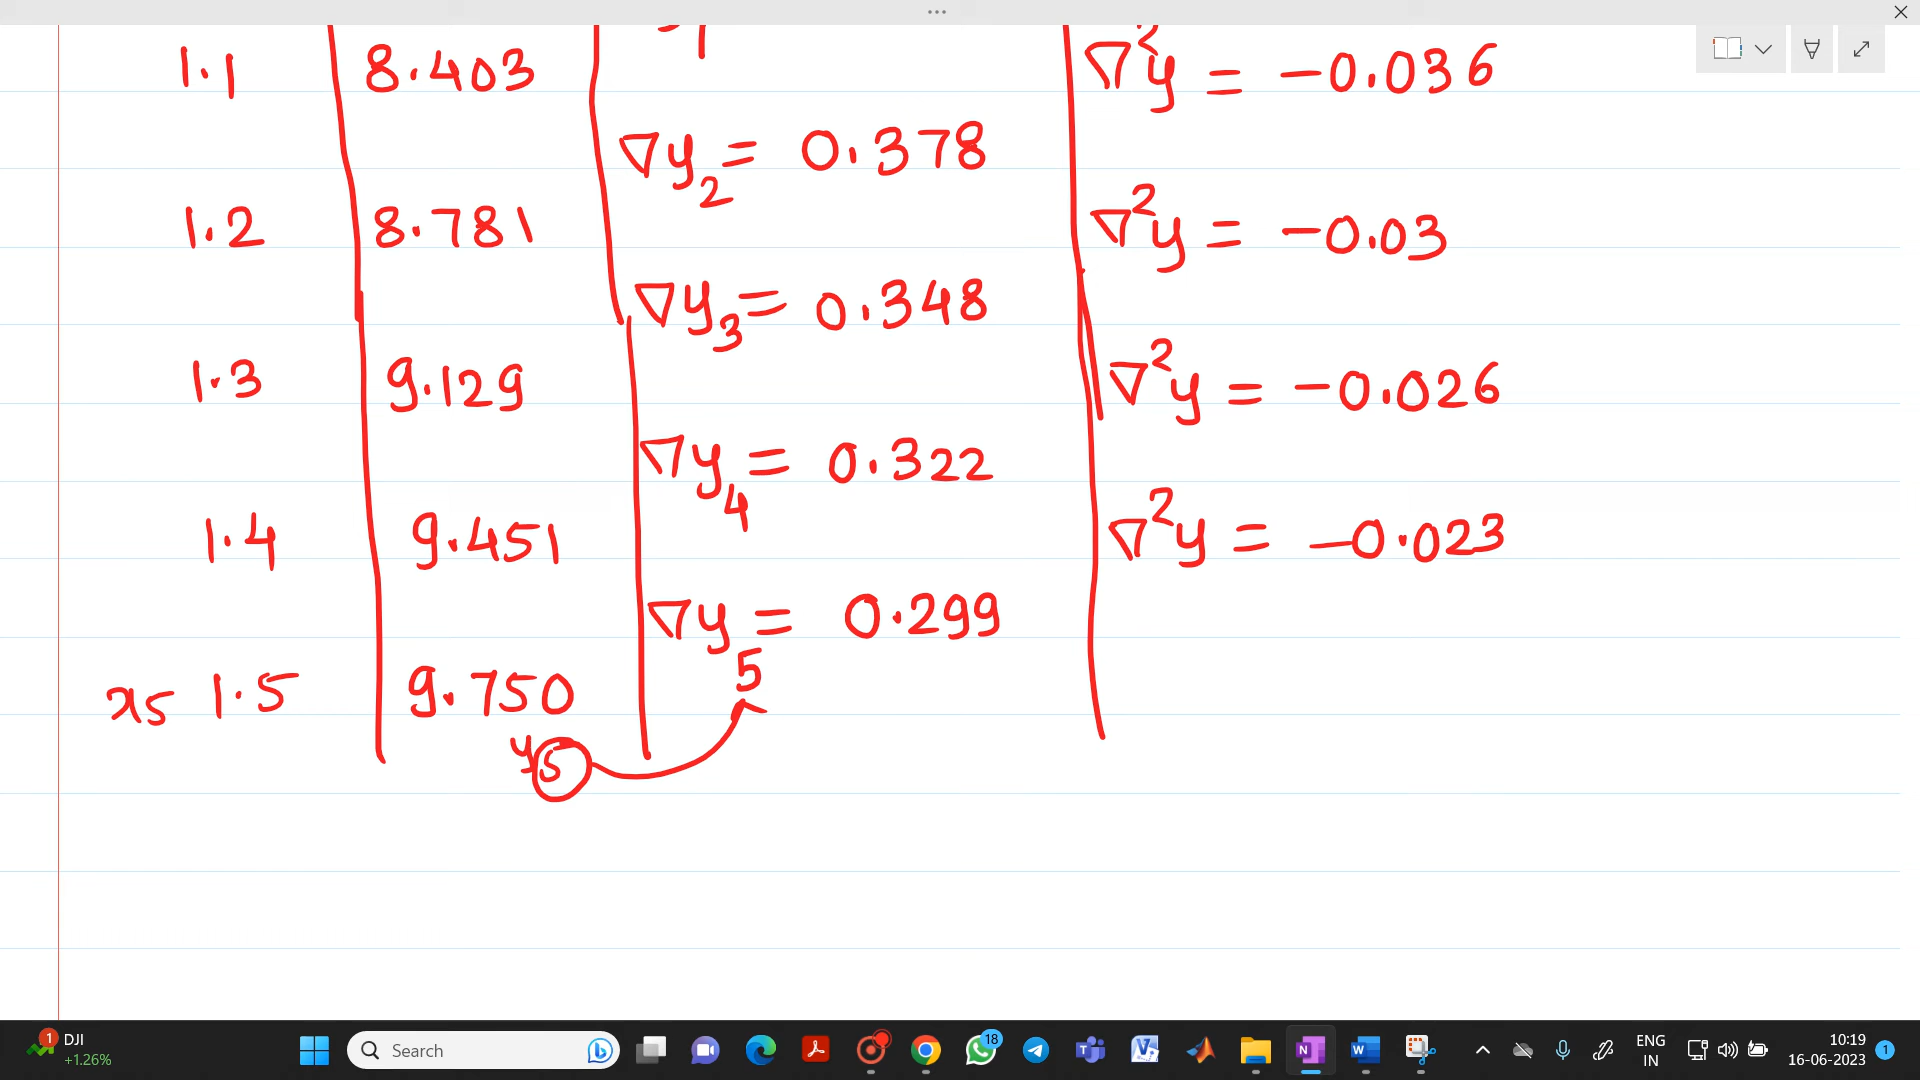 1.1 8.403 ∇²y = -0.036
∇y₂ = 0.378
1.2 8.781 ∇²y = -0.03
∇y₃ = 0.348
1.3 9.129 ∇²y = -0.026
∇y₄ = 0.322
1.4 9.451 ∇²y = -0.023
∇y₅ = 0.299
x₅ 1.5 9.750
y₅
1 DJI
+1.26%
Search
18
ENG
IN
10:19
16-06-2023
1